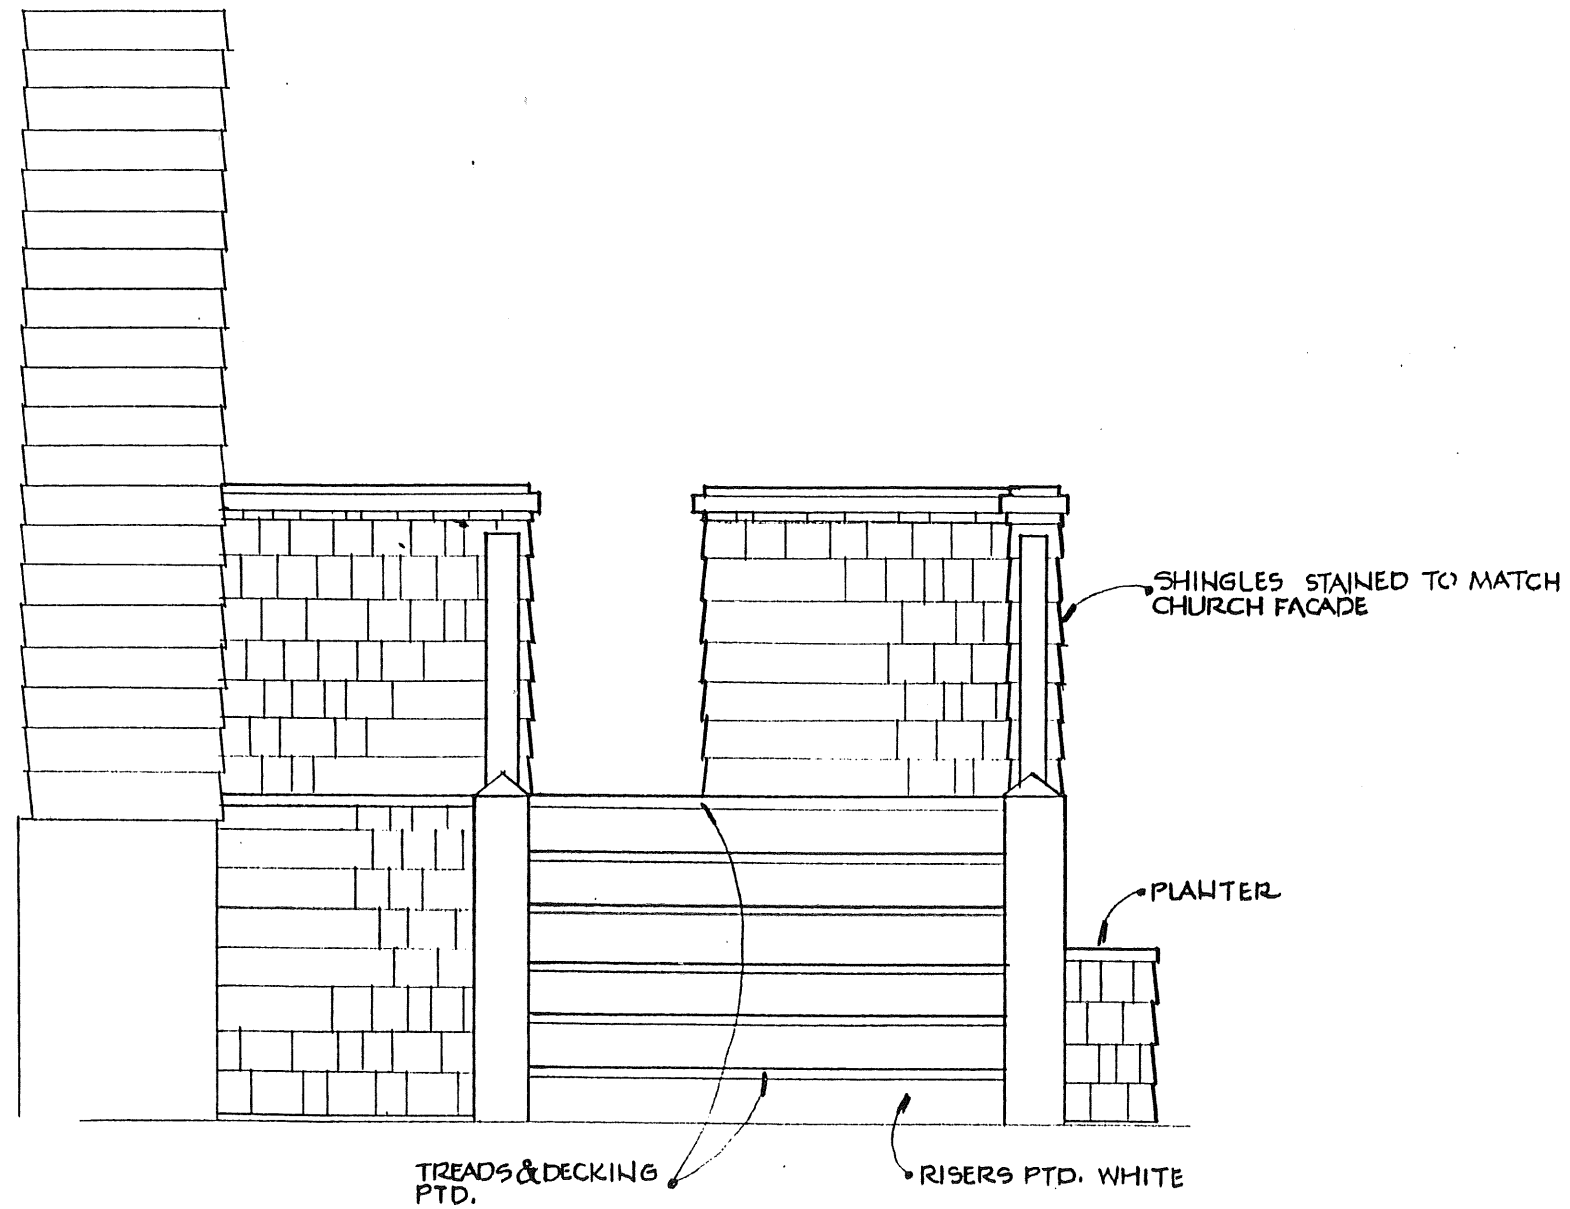 SHINGLES STAINED TO MATCH
CHURCH FACADE
PLANTER
TREADS & DECKING
PTD.
RISERS PTD. WHITE